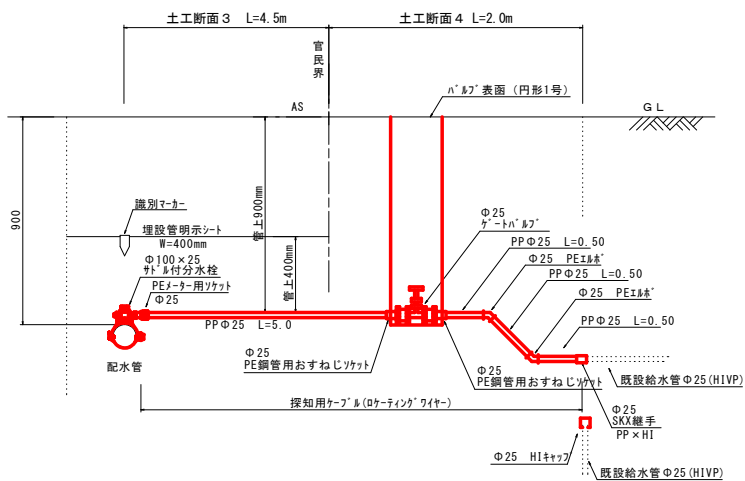 土工断面３ L=4.5m
土工断面４ L=2.0m
官民界
AS
ﾊﾞﾙﾌﾞ表函（円形1号）
ＧＬ
900
識別ﾏｰｶｰ
埋設管明示ｼｰﾄ
W=400mm
管上900mm
管上400mm
Φ100×25
ｻﾄﾞﾙ付分水栓
PEﾒｰﾀｰ用ｿｹｯﾄ
Φ25
PPΦ25 L=5.0
Φ25
ｹﾞｰﾄﾊﾞﾙﾌﾞ
PPΦ25 L=0.50
Φ25 PEｴﾙﾎﾞ
PPΦ25 L=0.50
Φ25 PEｴﾙﾎﾞ
PPΦ25 L=0.50
配水管
Φ25
PE鋼管用おすねじｿｹｯﾄ
Φ25
PE鋼管用おすねじｿｹｯﾄ
既設給水管Φ25(HIVP)
探知用ｹｰﾌﾞﾙ(ﾛｹｰﾃｨﾝｸﾞﾜｲﾔｰ)
Φ25
SKX継手
PP×HI
Φ25 HIｷｬｯﾌﾟ
既設給水管Φ25(HIVP)